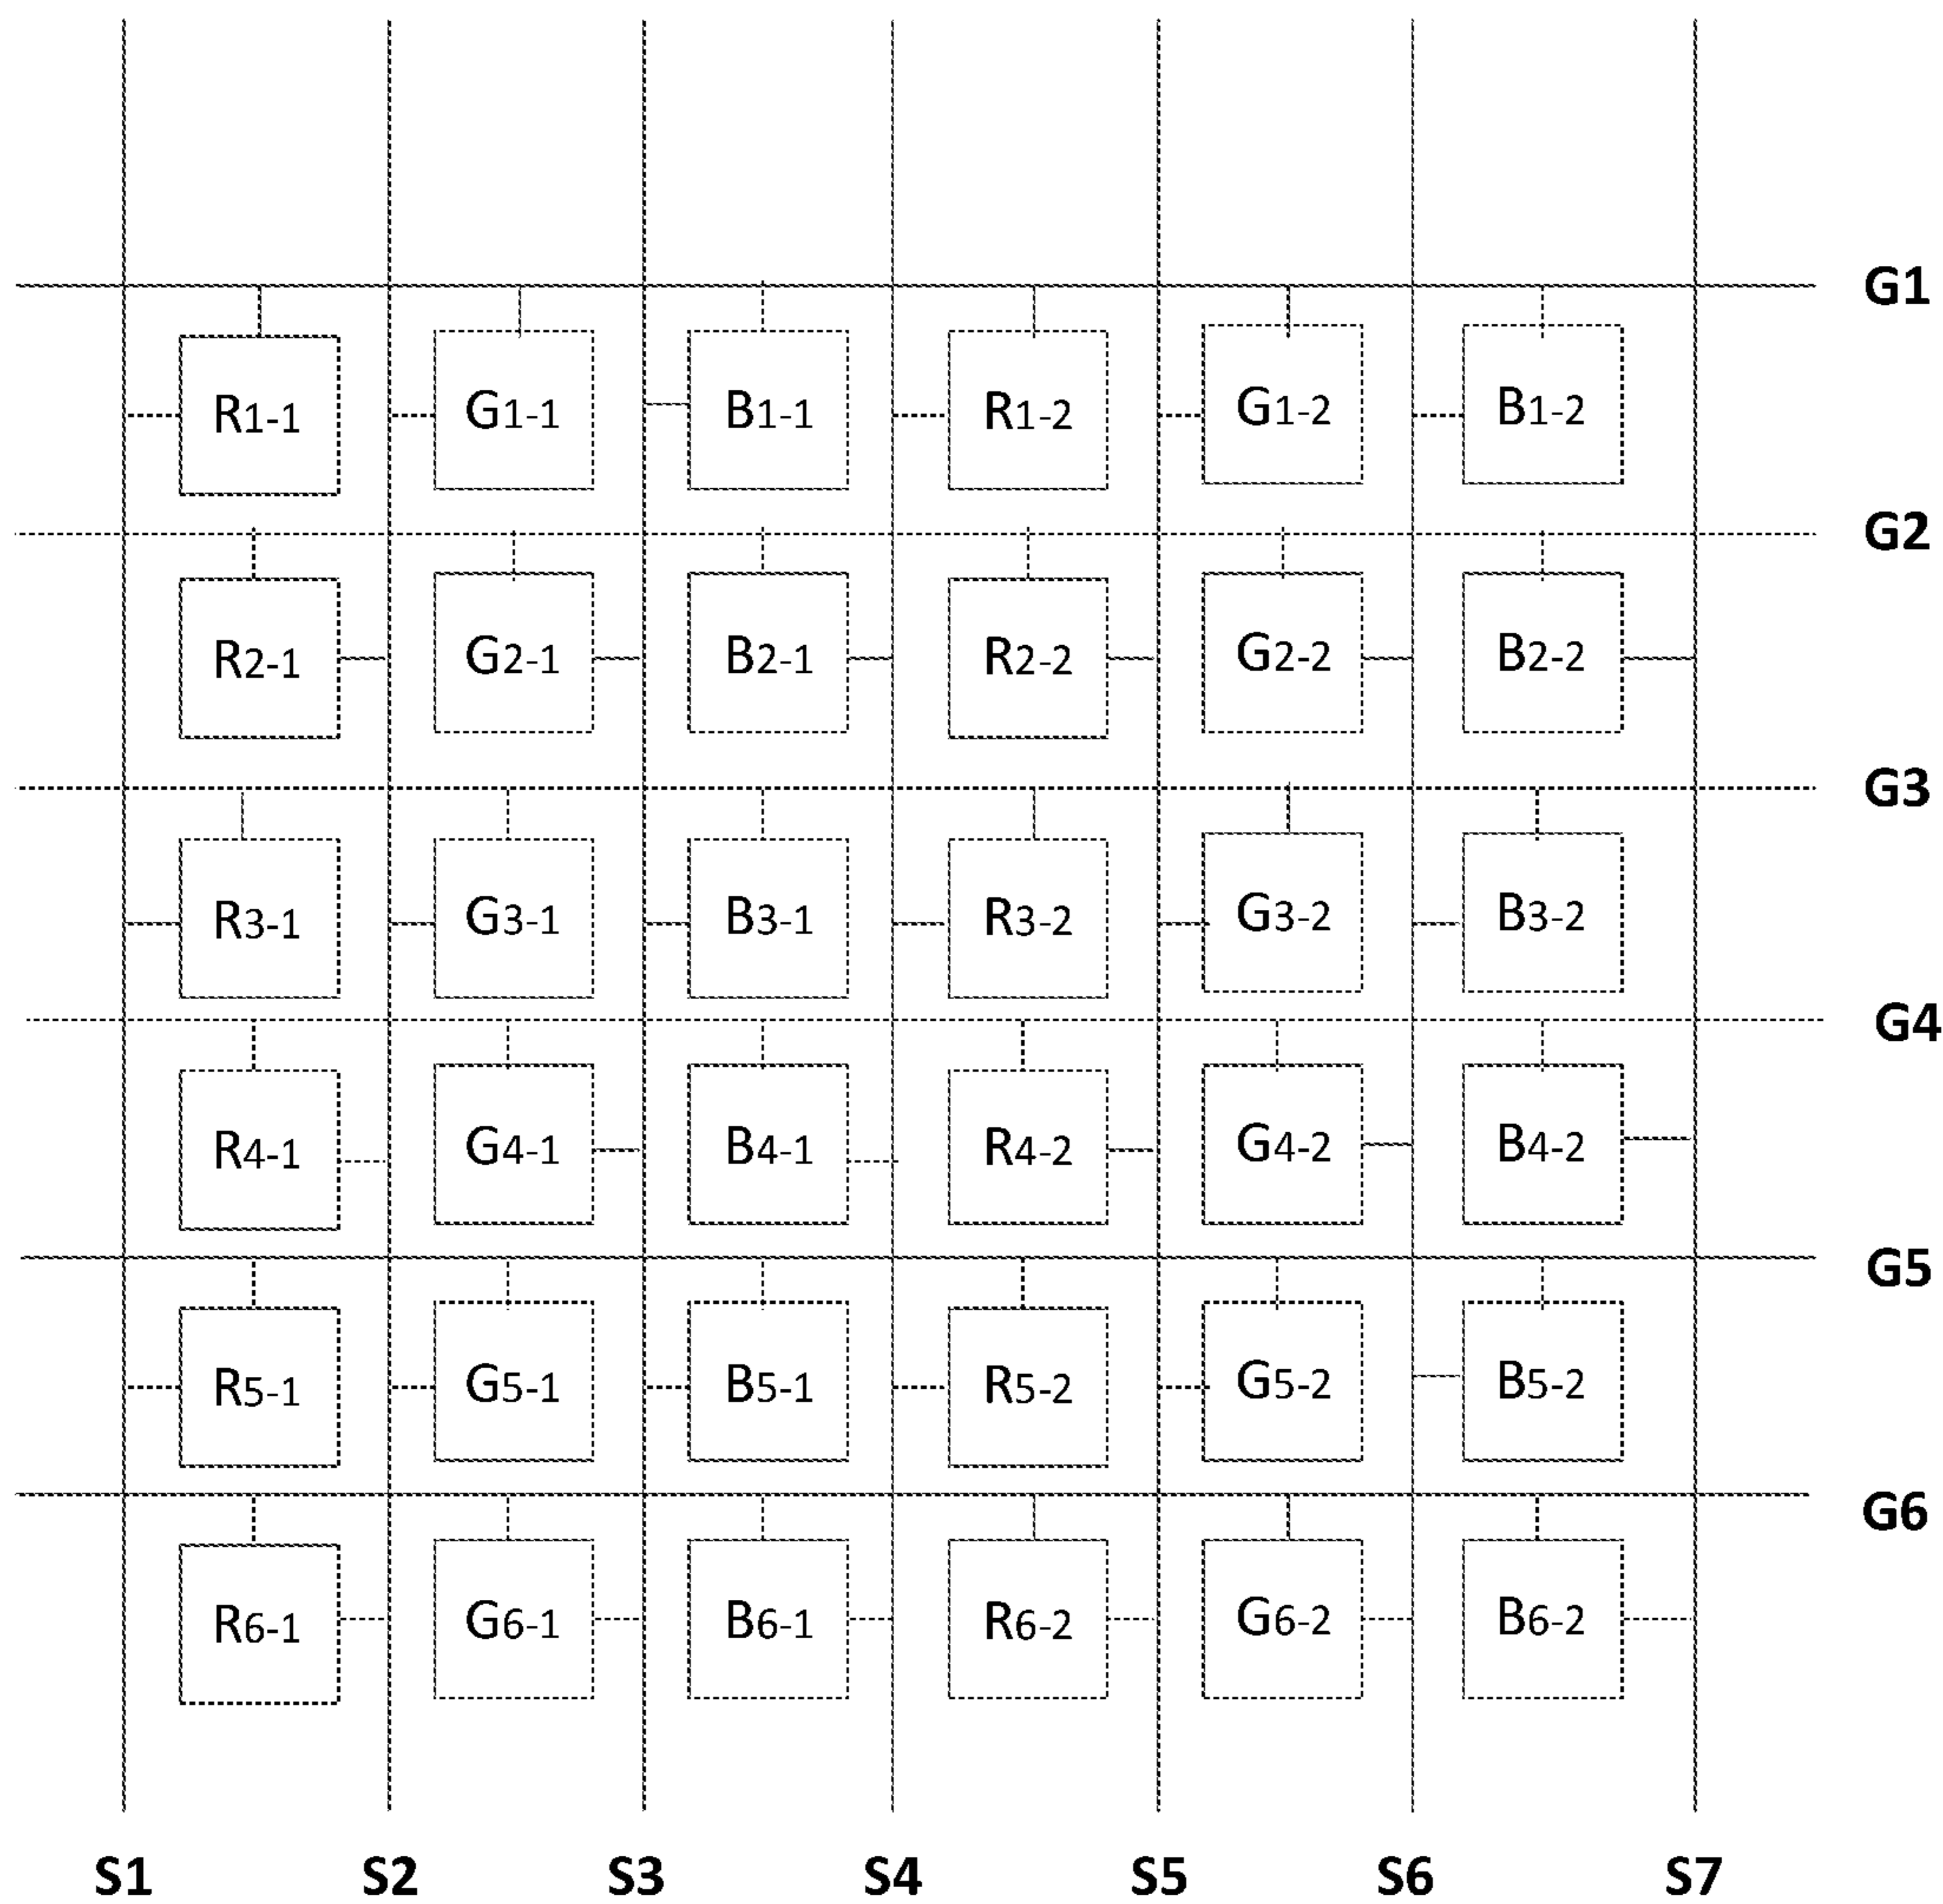 G1
R1-1 G1-1 B1-1 R1-2 G1-2 B1-2
G2
R2-1 G2-1 B2-1 R2-2 G2-2 B2-2
G3
R3-1 G3-1 B3-1 R3-2 G3-2 B3-2
G4
R4-1 G4-1 B4-1 R4-2 G4-2 B4-2
G5
R5-1 G5-1 B5-1 R5-2 G5-2 B5-2
G6
R6-1 G6-1 B6-1 R6-2 G6-2 B6-2
S1 S2 S3 S4 S5 S6 S7